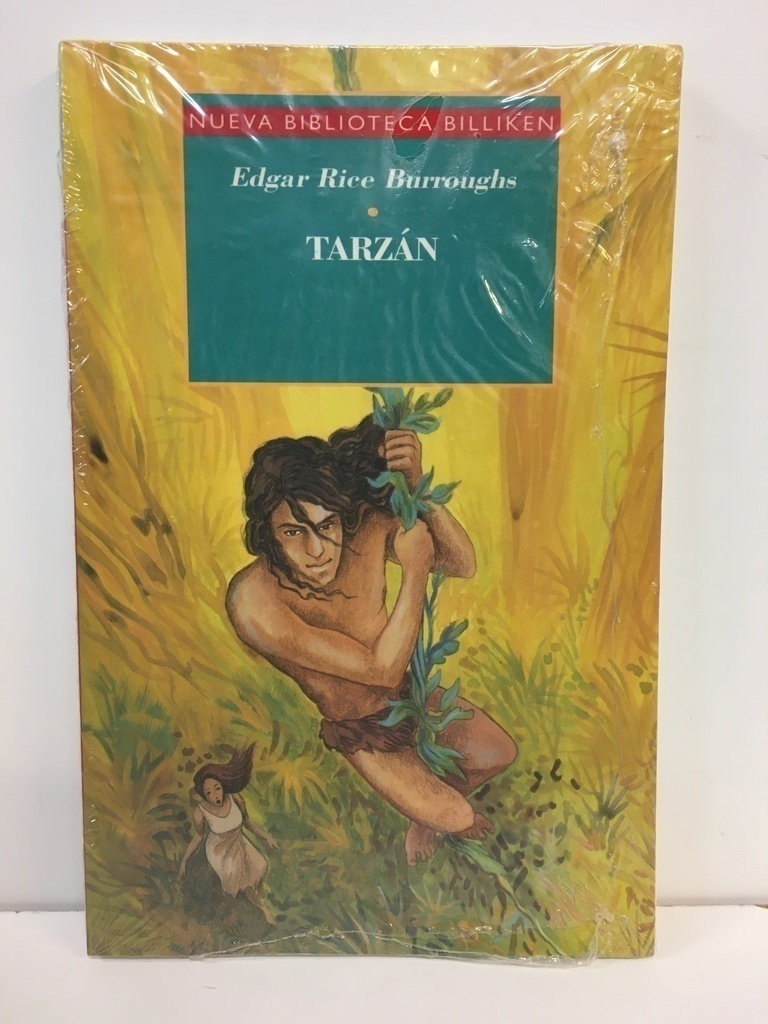 NUEVA BIBLIOTECA BILLIKEN
Edgar Rice Burroughs
TARZÁN